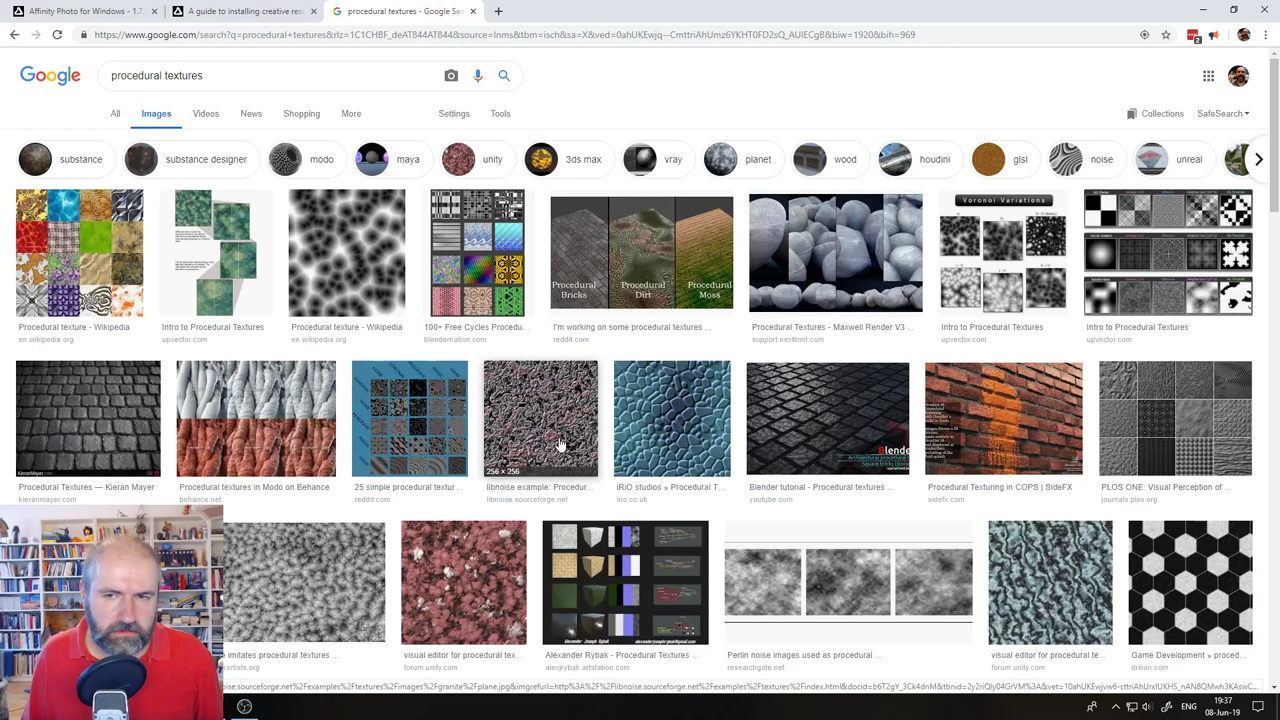 Affinity Photo for Windows - 1.7.
A guide to installing creative res
procedural textures - Google Sea
https://www.google.com/search?q=procedural+textures&rlz=1C1CHBF_deAT844AT844&source=lnms&tbm=isch&sa=X&ved=0ahUKEwjq--CmttriAhUmz6YKHT0FD2sQ_AUIECgB&biw=1920&bih=969
2
Google
procedural textures
All Images Videos News Shopping More Settings Tools Collections SafeSearch
substance substance designer modo maya unity 3ds max vray planet wood houdini glsl noise unreal
Procedural Bricks
Procedural Dirt
Procedural Moss
Voronoi Variations
Procedural texture - Wikipedia
en.wikipedia.org
Intro to Procedural Textures
upvector.com
Procedural texture - Wikipedia
en.wikipedia.org
100+ Free Cycles Procedu...
blendernation.com
I'm working on some procedural textures ...
reddit.com
Procedural Textures - Maxwell Render V3 ...
support.nextlimit.com
Intro to Procedural Textures
upvector.com
Intro to Procedural Textures
upvector.com
256 × 256
Procedural Textures — Kieran Mayer
kieranmayer.com
Procedural textures in Modo on Behance
behance.net
25 simple procedural textur...
reddit.com
libnoise example: Procedur...
libnoise.sourceforge.net
iRiO studios » Procedural T...
irio.co.uk
Blender tutorial - Procedural textures ...
youtube.com
Procedural Texturing in COPS | SideFX
sidefx.com
PLOS ONE: Visual Perception of ...
journals.plos.org
imitates procedural textures ...
artists.org
visual editor for procedural tex...
forum.unity.com
Alexander Rybak - Procedural Textures ...
alexjrybak.artstation.com
Perlin noise images used as procedural ...
researchgate.net
visual editor for procedural te...
forum.unity.com
Game Development » proced...
drilian.com
ENG
19:37
08-Jun-19